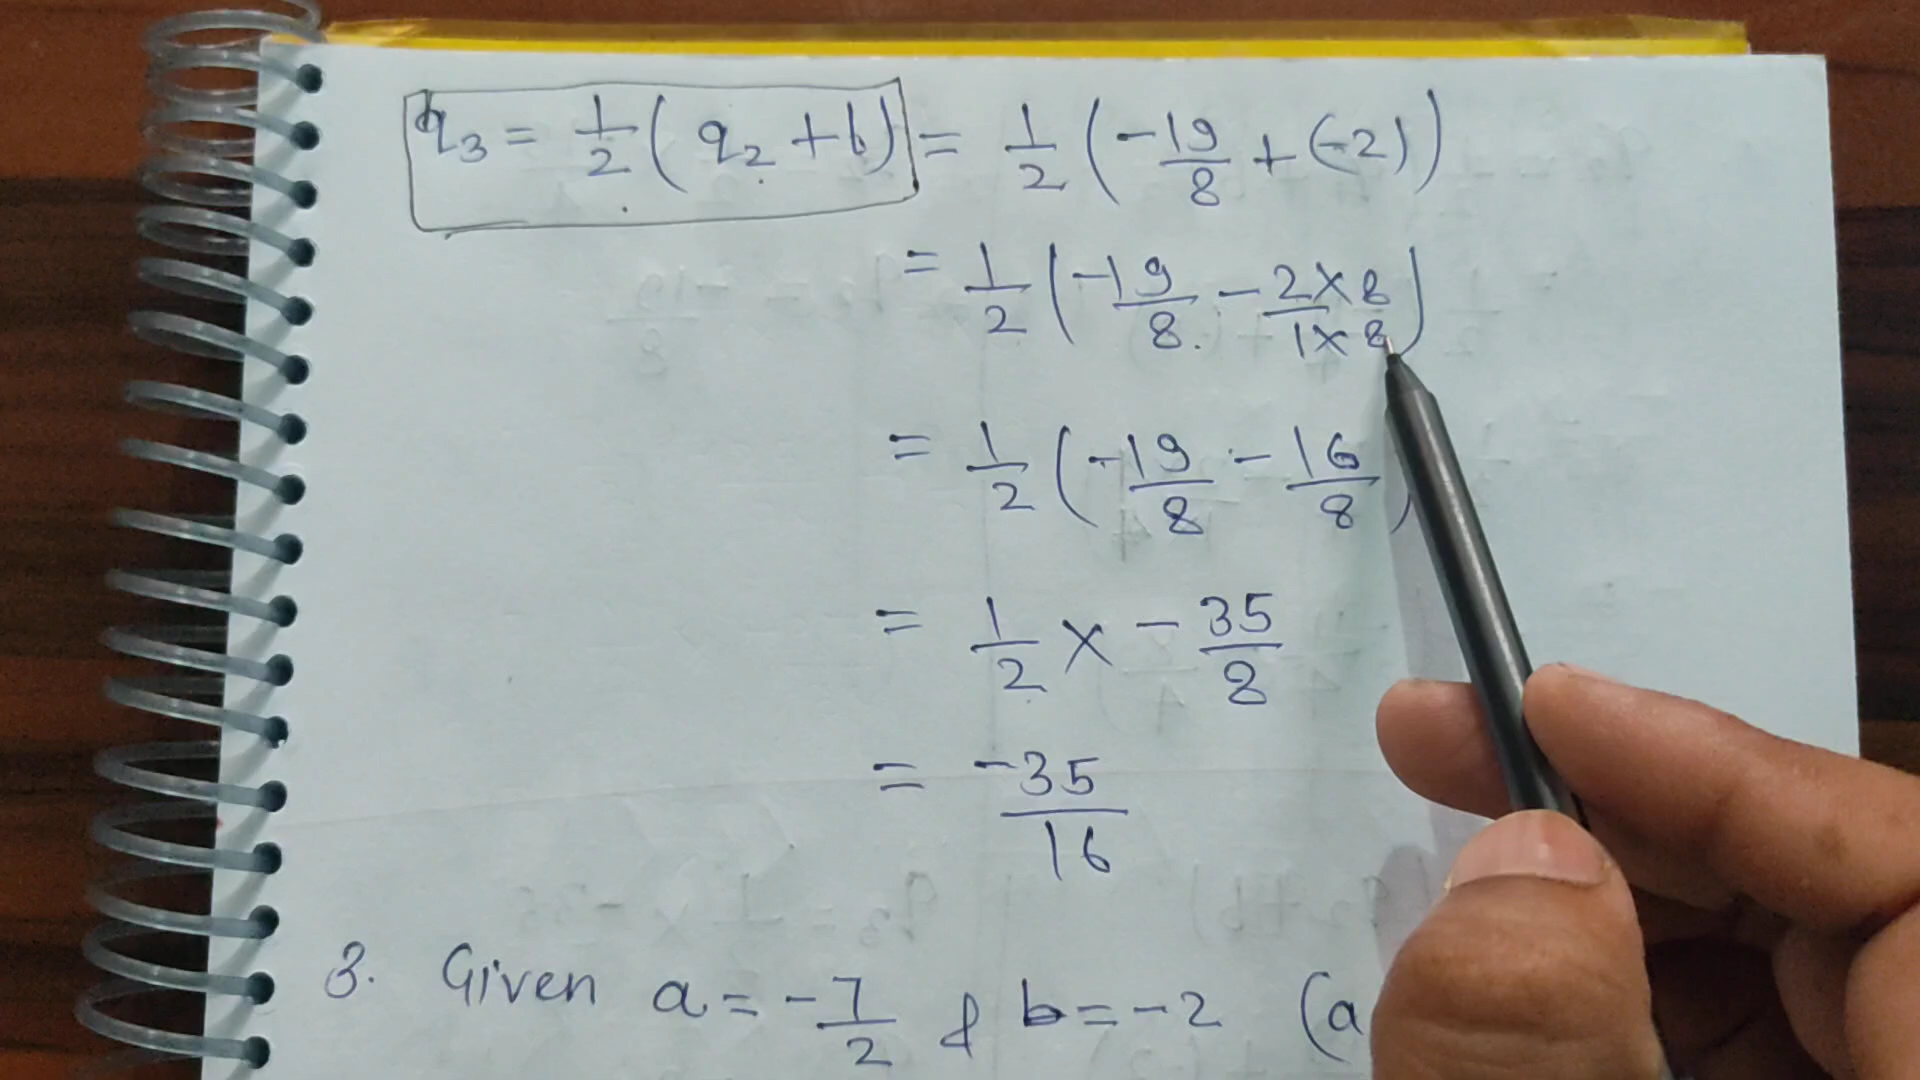 q₃ = 1/2 (q₂ + b) = 1/2 (-19/8 + (-2))
= 1/2 (-19/8 - 2×8/1×8)
= 1/2 (-19/8 - 16/8)
= 1/2 × -35/8
= -35/16
3. Given a = -7/2 & b = -2 (a